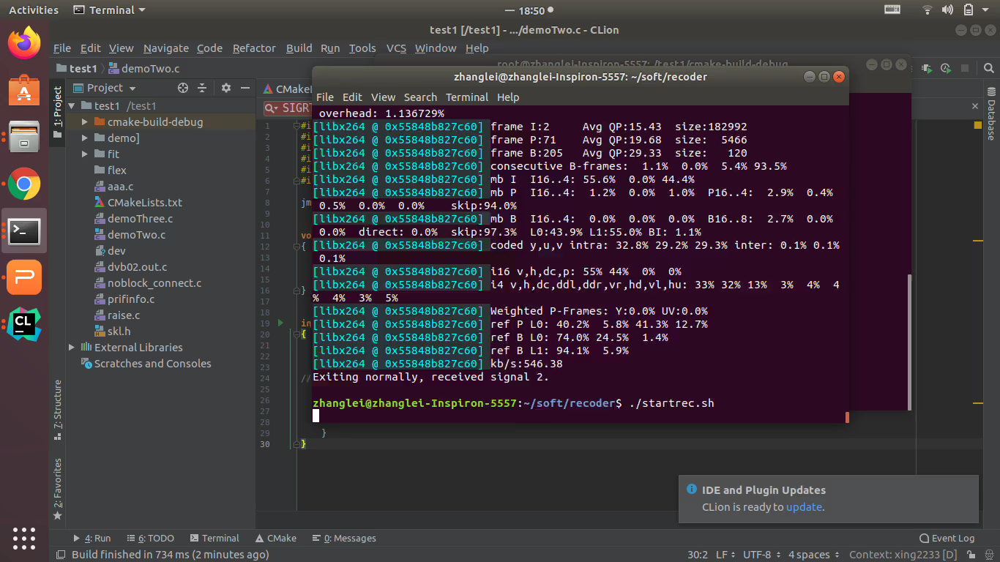 Activities Terminal 18:50
test1 [/test1] - .../demoTwo.c - CLion
File Edit View Navigate Code Refactor Build Run Tools VCS Window Help
test1 demoTwo.c
root@zhanglei-Inspiron-5557: /test1/cmake-build-debug
zhanglei@zhanglei-Inspiron-5557: ~/soft/recoder
File Edit View Search Terminal Help
1: Project
Project
test1 /test1
cmake-build-debug
demo]
fit
flex
aaa.c
CMakeLists.txt
demoThree.c
demoTwo.c
dev
dvb02.out.c
noblock_connect.c
prifinfo.c
raise.c
skl.h
External Libraries
Scratches and Consoles
7: Structure
2: Favorites
Database
CMakeL
SIGRT
1 #i
2 #i
3 #i
4 #i
5 #i
6 #i
7
8 jm
9
10
11 vo
12 {
13
14
15
16 }
17
18
19 in
20 {
21
22
23
24 //
25
26
27
28
29 }
30 }
overhead: 1.136729%
[libx264 @ 0x55848b827c60] frame I:2 Avg QP:15.43 size:182992
[libx264 @ 0x55848b827c60] frame P:71 Avg QP:19.68 size: 5466
[libx264 @ 0x55848b827c60] frame B:205 Avg QP:29.33 size: 120
[libx264 @ 0x55848b827c60] consecutive B-frames: 1.1% 0.0% 5.4% 93.5%
[libx264 @ 0x55848b827c60] mb I I16..4: 55.6% 0.0% 44.4%
[libx264 @ 0x55848b827c60] mb P I16..4: 1.2% 0.0% 1.0% P16..4: 2.9% 0.4%
0.5% 0.0% 0.0% skip:94.0%
[libx264 @ 0x55848b827c60] mb B I16..4: 0.0% 0.0% 0.0% B16..8: 2.7% 0.0%
0.0% direct: 0.0% skip:97.3% L0:43.9% L1:55.0% BI: 1.1%
[libx264 @ 0x55848b827c60] coded y,u,v intra: 32.8% 29.2% 29.3% inter: 0.1% 0.1%
0.1%
[libx264 @ 0x55848b827c60] i16 v,h,dc,p: 55% 44% 0% 0%
[libx264 @ 0x55848b827c60] i4 v,h,dc,ddl,ddr,vr,hd,vl,hu: 33% 32% 13% 3% 4% 4
% 4% 3% 5%
[libx264 @ 0x55848b827c60] Weighted P-Frames: Y:0.0% UV:0.0%
[libx264 @ 0x55848b827c60] ref P L0: 40.2% 5.8% 41.3% 12.7%
[libx264 @ 0x55848b827c60] ref B L0: 74.0% 24.5% 1.4%
[libx264 @ 0x55848b827c60] ref B L1: 94.1% 5.9%
[libx264 @ 0x55848b827c60] kb/s:546.38
Exiting normally, received signal 2.
zhanglei@zhanglei-Inspiron-5557:~/soft/recoder$ ./startrec.sh
IDE and Plugin Updates
CLion is ready to update.
4: Run 6: TODO Terminal CMake 0: Messages Event Log
Build finished in 734 ms (2 minutes ago) 30:2 LF UTF-8 4 spaces Context: xing2233 [D]